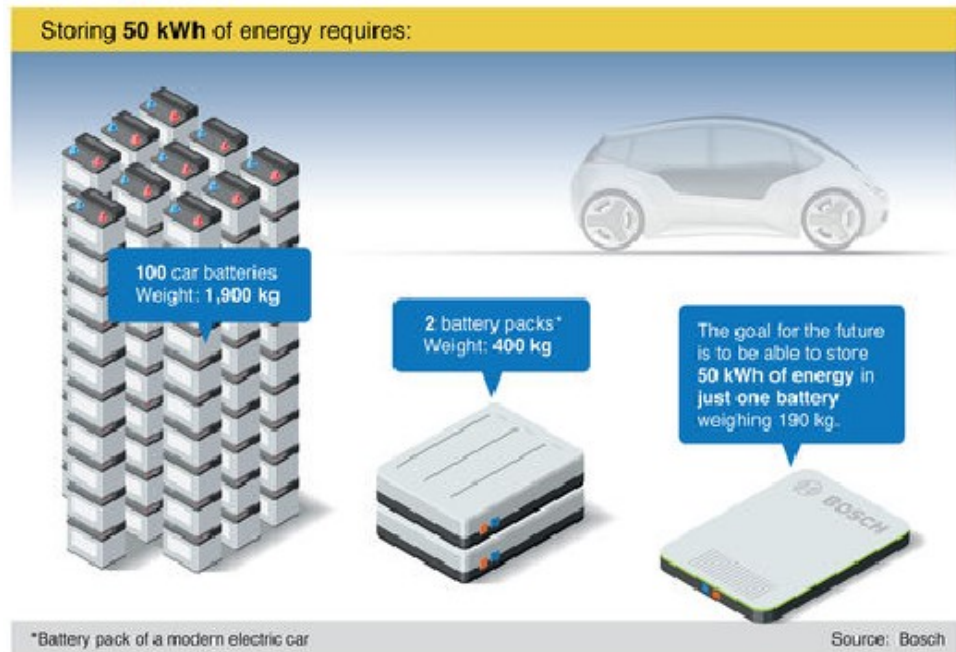 Storing 50 kWh of energy requires:
100 car batteries
Weight: 1,900 kg
2 battery packs*
Weight: 400 kg
The goal for the future
is to be able to store
50 kWh of energy in
just one battery
weighing 190 kg.
BOSCH
*Battery pack of a modern electric car
Source: Bosch